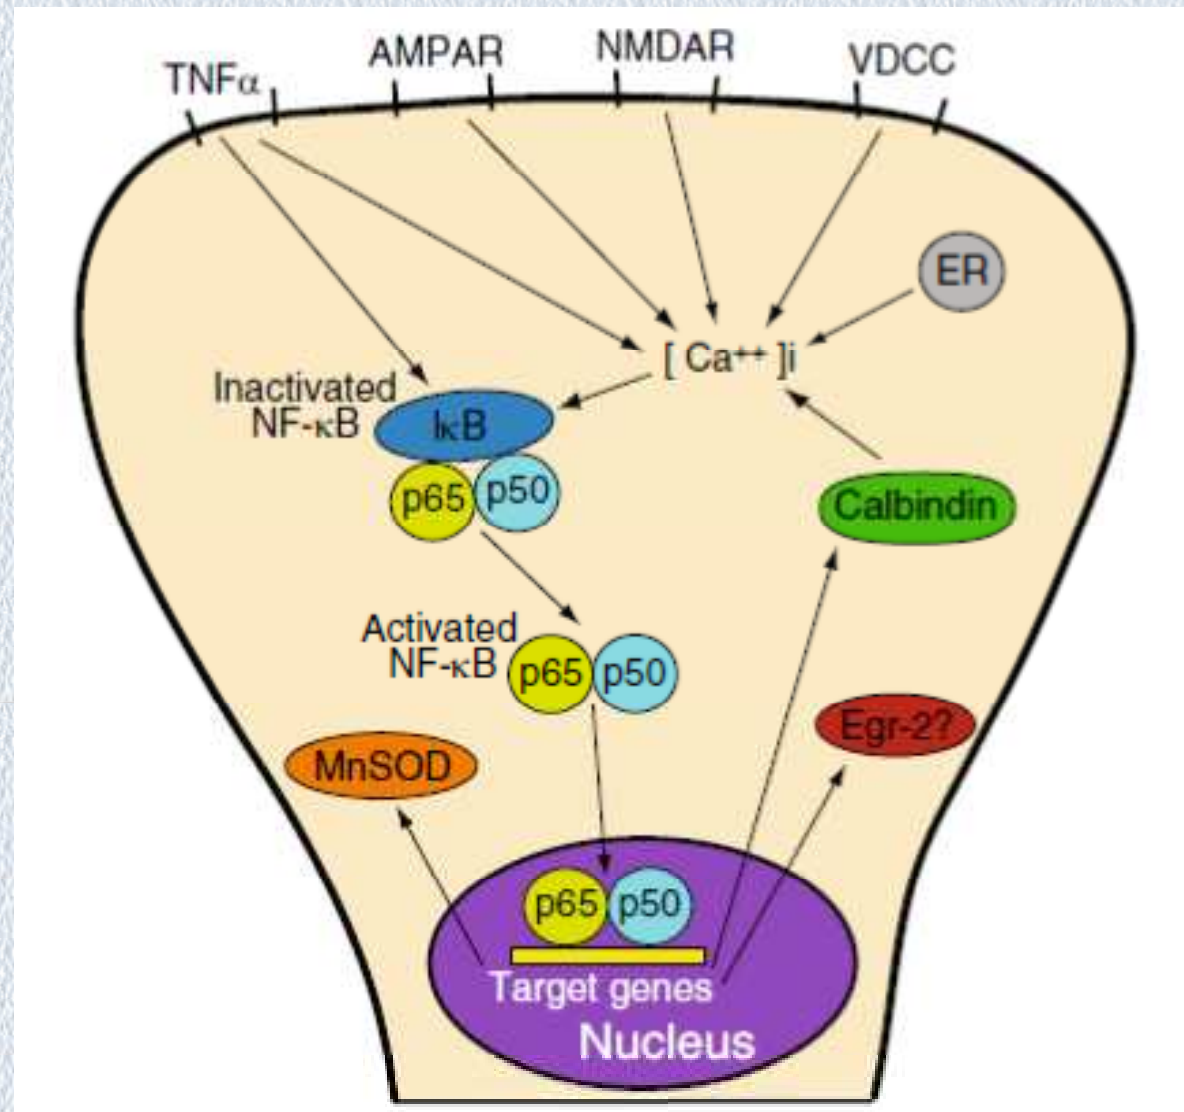 TNFα
AMPAR
NMDAR
VDCC
ER
[ Ca⁺⁺ ]i
Inactivated
NF-κB
IκB
p65
p50
Calbindin
Activated
NF-κB
p65
p50
Egr-2?
MnSOD
p65
p50
Target genes
Nucleus